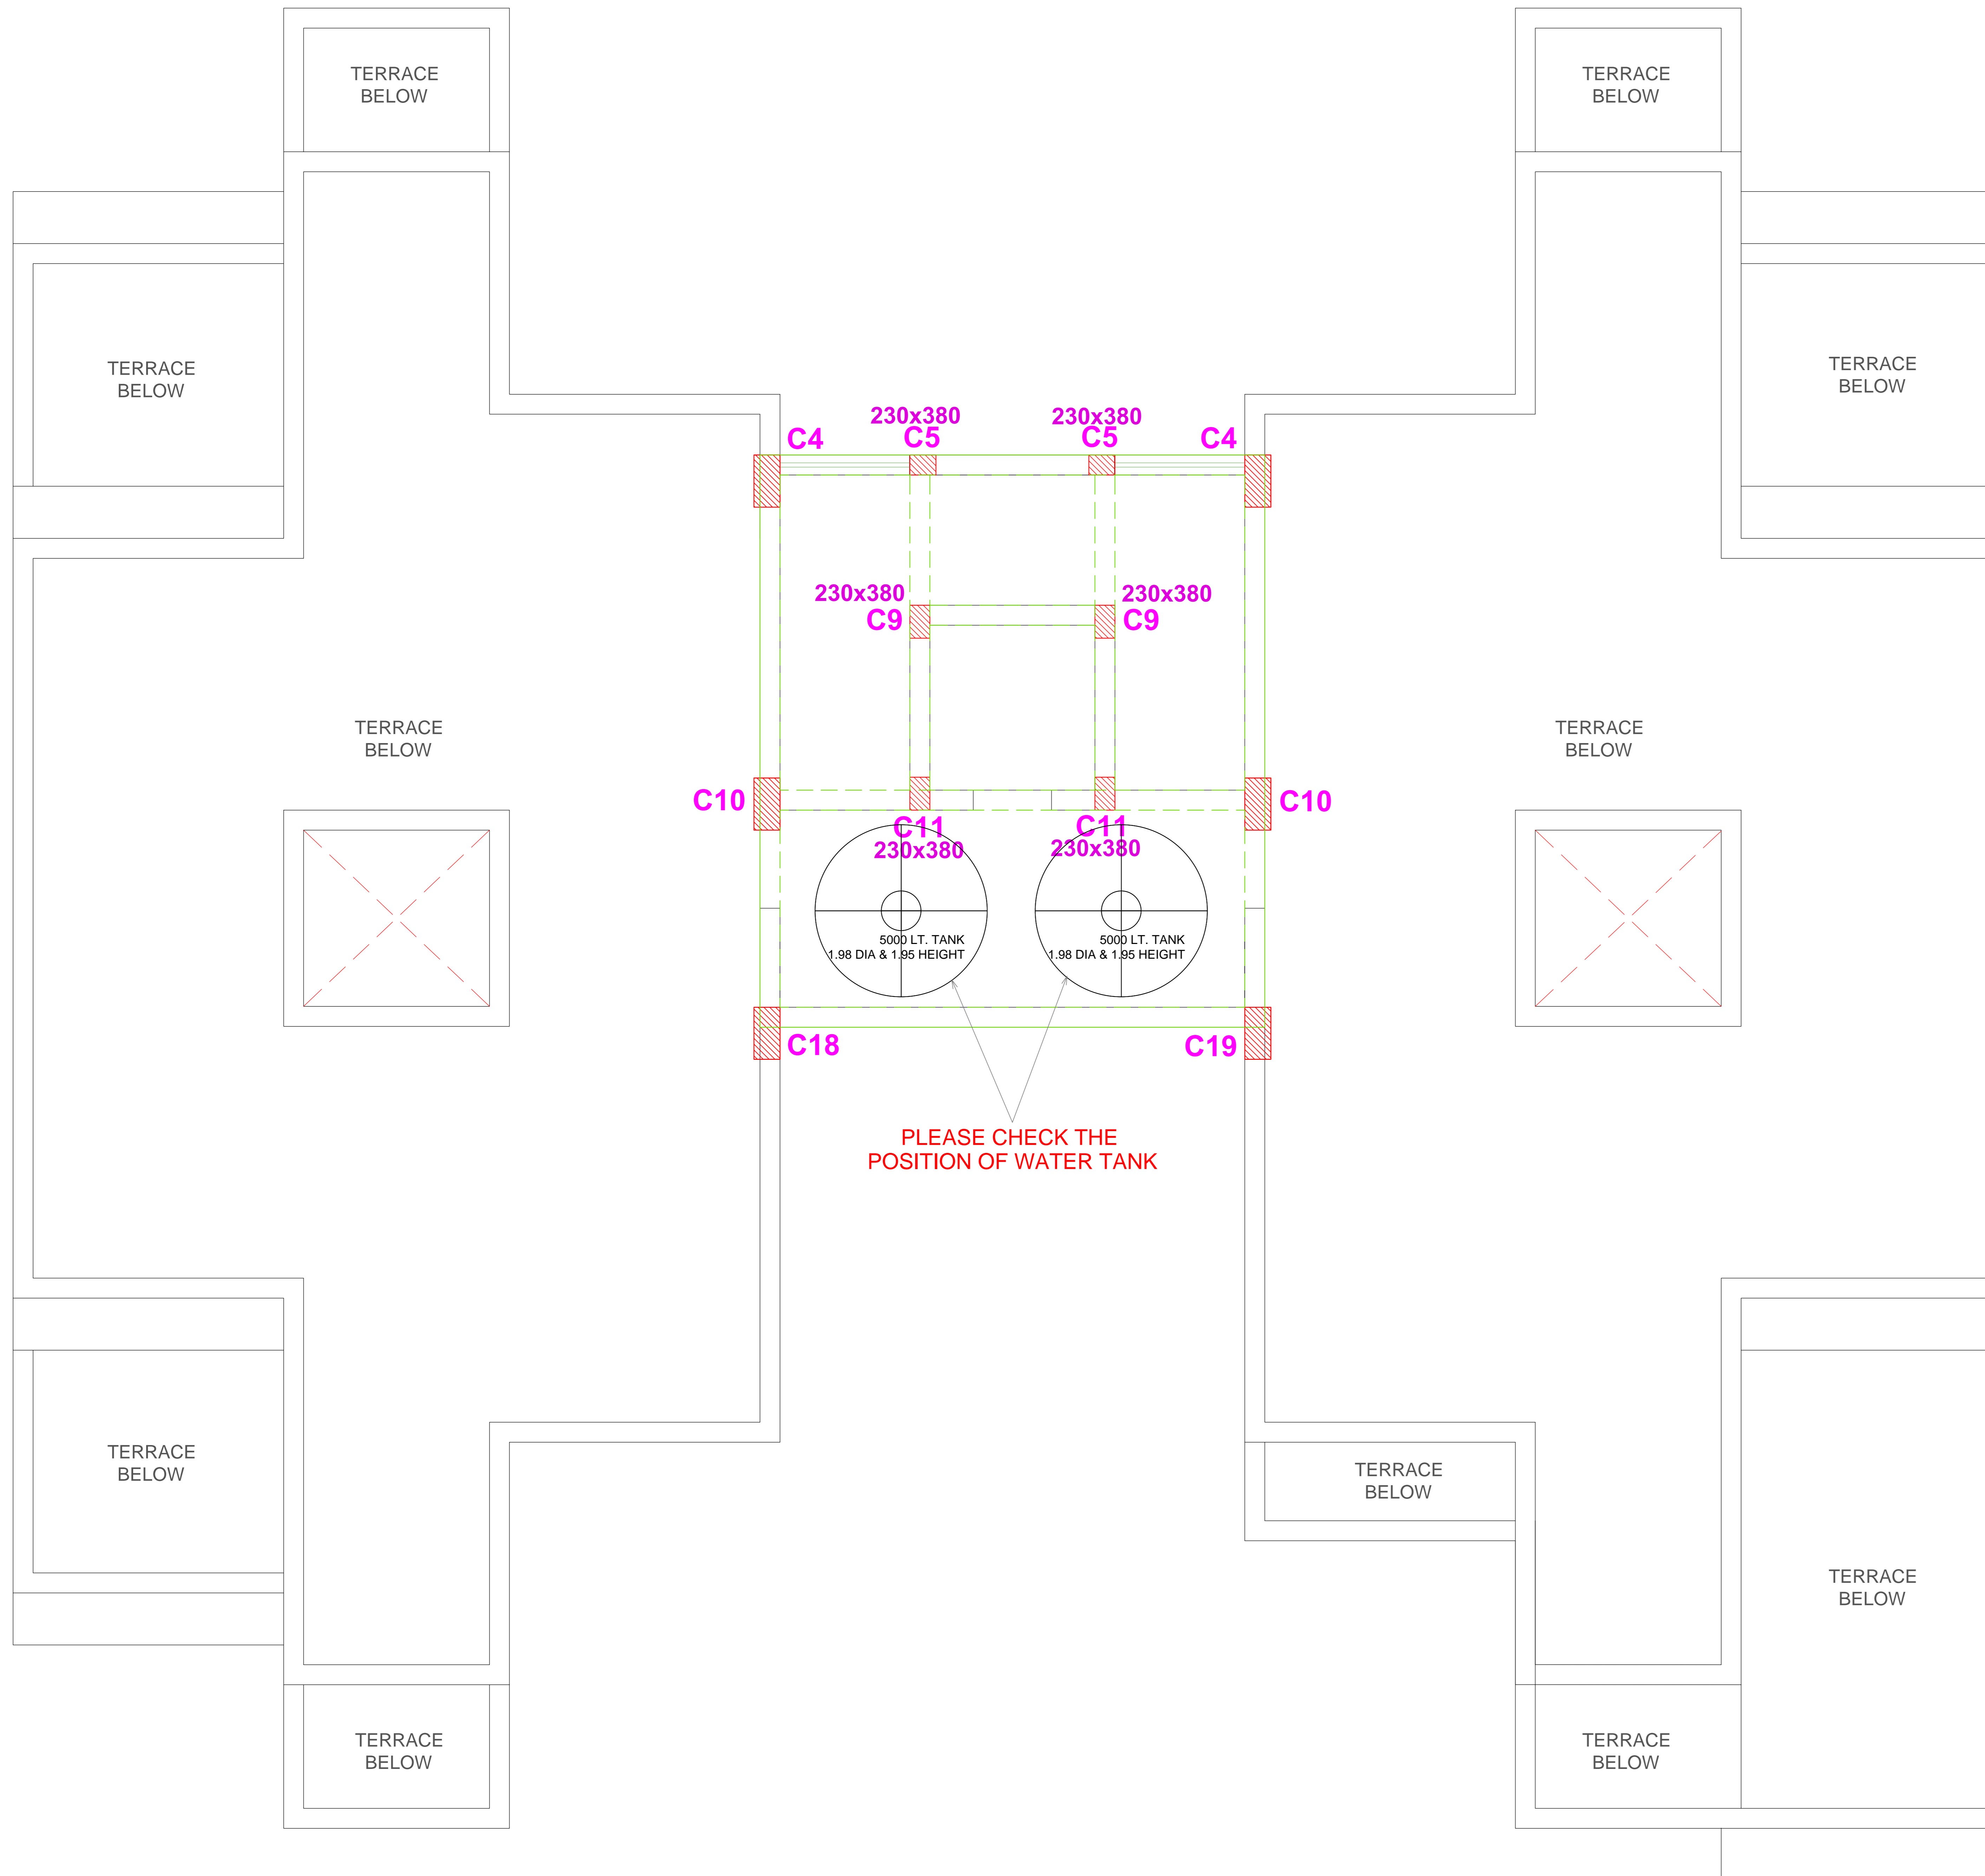 TERRACE
BELOW
TERRACE
BELOW
TERRACE
BELOW
TERRACE
BELOW
230x380
230x380
C4
C5
C5
C4
230x380
230x380
C9
C9
TERRACE
BELOW
TERRACE
BELOW
C10
C10
C11
C11
230x380
230x380
5000 LT. TANK
1.98 DIA & 1.95 HEIGHT
5000 LT. TANK
1.98 DIA & 1.95 HEIGHT
C18
C19
PLEASE CHECK THE
POSITION OF WATER TANK
TERRACE
BELOW
TERRACE
BELOW
TERRACE
BELOW
TERRACE
BELOW
TERRACE
BELOW